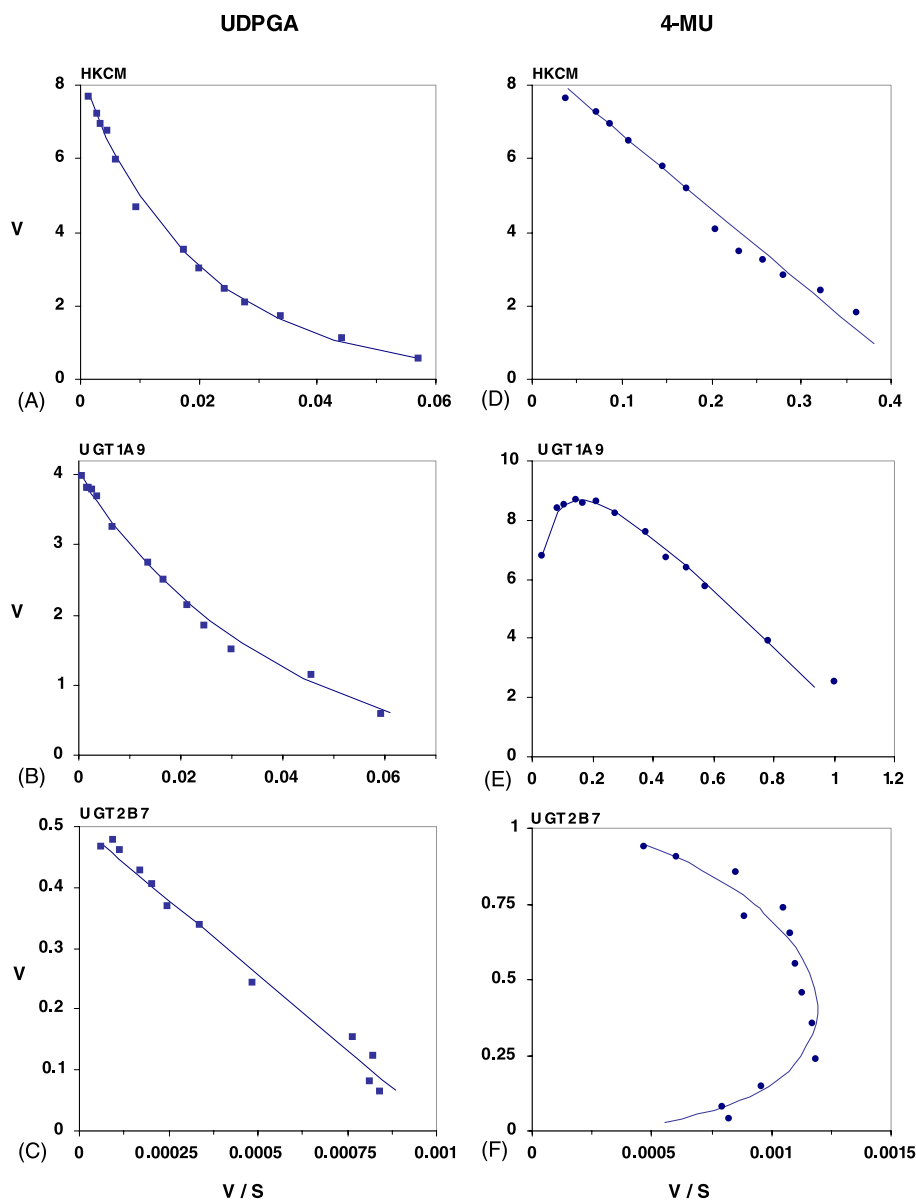 UDPGA
4-MU
HKCM
8
6
V
4
2
0
0 0.02 0.04 0.06
(A)
HKCM
8
6
4
2
0
0 0.1 0.2 0.3 0.4
(D)
UGT1A9
4
3
V
2
1
0
0 0.02 0.04 0.06
(B)
UGT1A9
10
8
6
4
2
0
0 0.2 0.4 0.6 0.8 1 1.2
(E)
UGT2B7
0.5
0.4
0.3
V
0.2
0.1
0
0 0.00025 0.0005 0.00075 0.001
(C)
V / S
UGT2B7
1
0.75
0.5
0.25
0
0 0.0005 0.001 0.0015
(F)
V / S